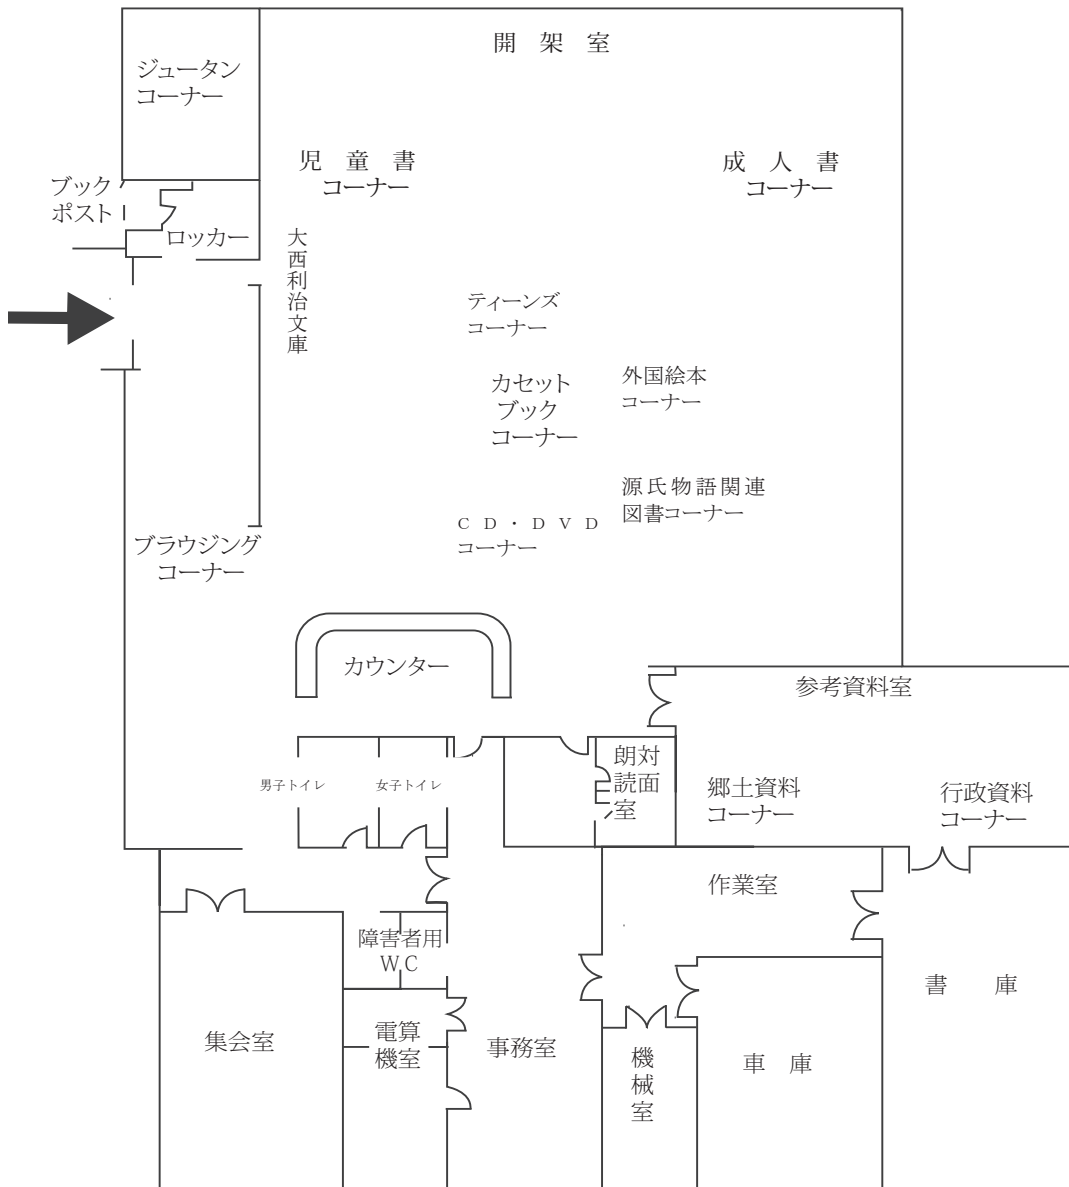 開 架 室
ジュータン
コーナー
児 童 書
コーナー
成 人 書
コーナー
ブック
ポスト
ロッカー
大西利治文庫
ティーンズ
コーナー
カセット
ブック
コーナー
外国絵本
コーナー
源氏物語関連
図書コーナー
ＣＤ・ＤＶＤ
コーナー
ブラウジング
コーナー
カウンター
参考資料室
男子トイレ
女子トイレ
朗対
読面
室
郷土資料
コーナー
行政資料
コーナー
作業室
障害者用
ＷＣ
書 庫
集会室
電算
機室
事務室
機械室
車 庫